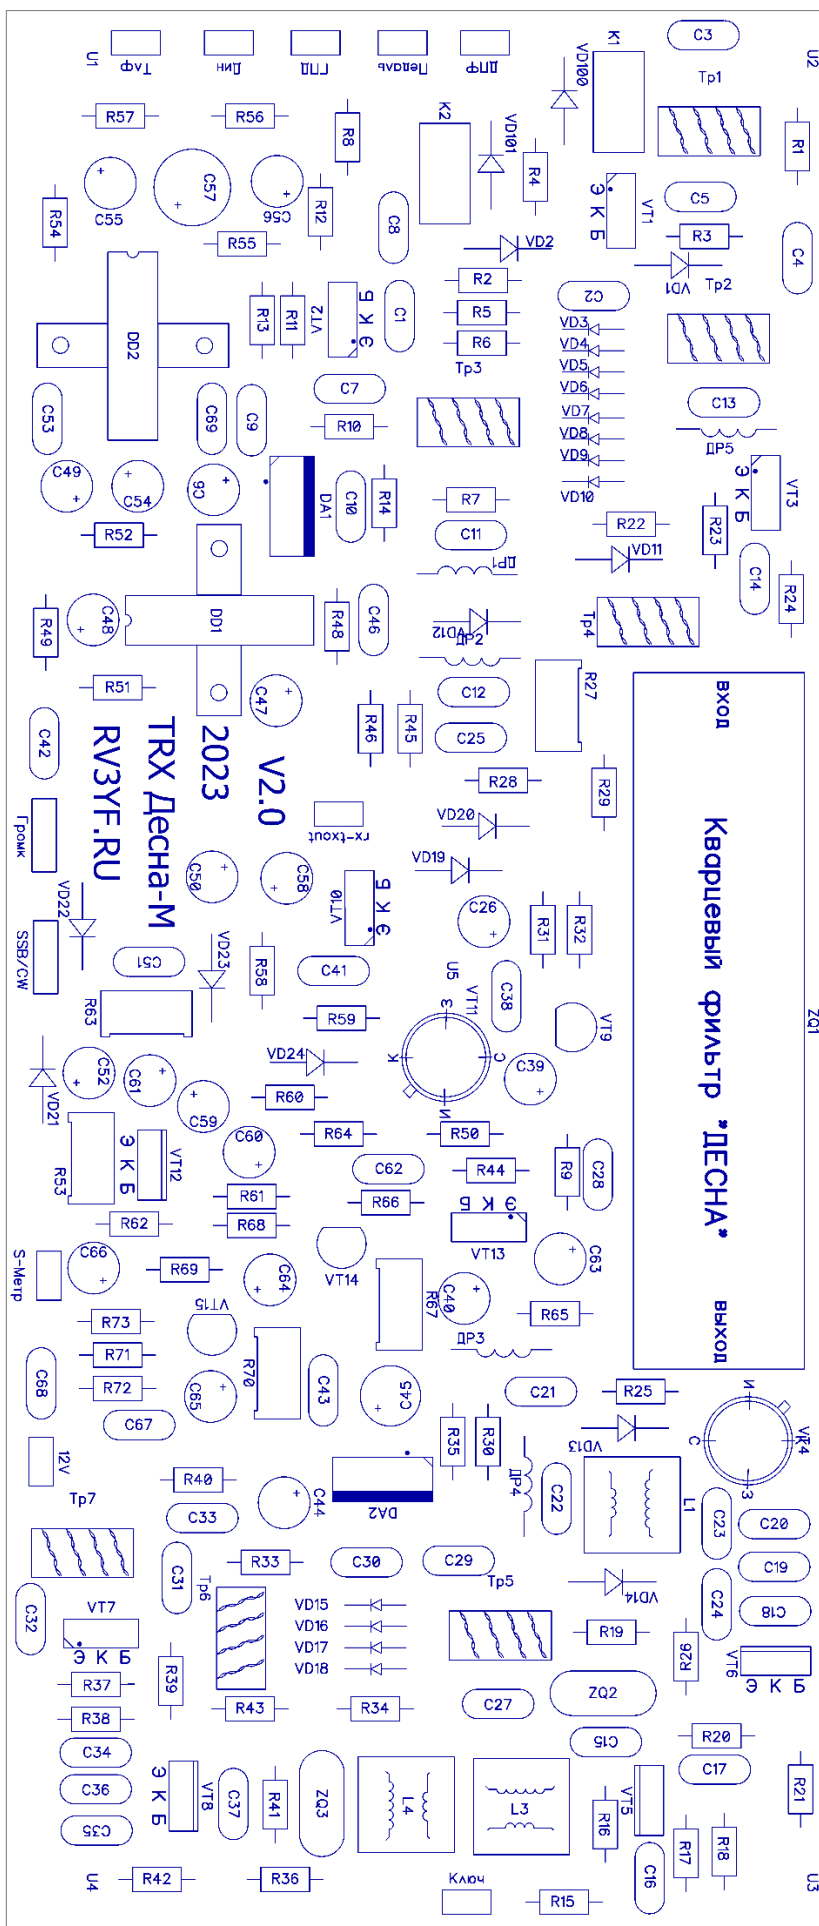 U1
Тлф
Дин
ГПД
Педаль
ДПФ
VD100
K1
C3
U2
Tp1
R57
R56
R8
K2
VD101
R4
R1
C55
C57
C56
R12
C8
VT1
Э К Б
C5
R3
C4
R54
R55
VD2
VD1
R2
Tp2
C2
R13
R11
VT2
Э К Б
C1
R5
R6
DD2
Tp3
VD3
VD4
VD5
VD6
VD7
VD8
VD9
VD10
C7
C13
C53
C69
C9
R10
ДР5
C49
C54
C6
DA1
C10
R14
R7
Э К Б
VT3
R52
C11
R22
R23
ДР1
VD11
C14
R24
R49
C48
DD1
R48
C46
VD12
Tp4
ДР2
R51
C47
C12
R27
ВХОД
C42
R46
R45
C25
TRX Десна-М
RV3YF.RU
2023
V2.0
R28
R29
Громк
rx-txout
VD20
VD19
C50
C58
VT10
Э К Б
C26
VD22
SSB/CW
R31
R32
Кварцевый фильтр "ДЕСНА"
C51
VD23
R58
C41
U5
З
VT11
C38
R63
R59
VT9
ZQ1
К
С
И
C52
C61
VD24
C39
VD21
C59
R60
R53
Э К Б
VT12
C60
R64
R50
C62
R44
R9
C28
R61
R66
R62
R68
Э К Б
VT13
C66
S-Метр
R69
C64
VT14
R67
C40
C63
ВЫХОД
VT15
R65
R73
R71
R72
ДР3
C68
C65
R70
C43
C45
C21
R25
И
C67
С
К
VT4
З
12V
R35
R30
VD13
R40
ДР4
C22
L1
Tp7
C33
C44
DA2
C23
C20
R33
C30
C29
C19
C31
Tp6
Tp5
VD14
C24
C18
C32
VT7
Э К Б
VD15
VD16
VD17
VD18
R19
R26
VT6
Э К Б
R37
R39
ZQ2
R38
R43
R34
C27
C34
C15
R20
C36
Э К Б
VT8
C37
R41
ZQ3
L4
L3
C17
R21
C35
R16
VT5
R17
R18
U4
R42
R36
Ключ
R15
C16
U3